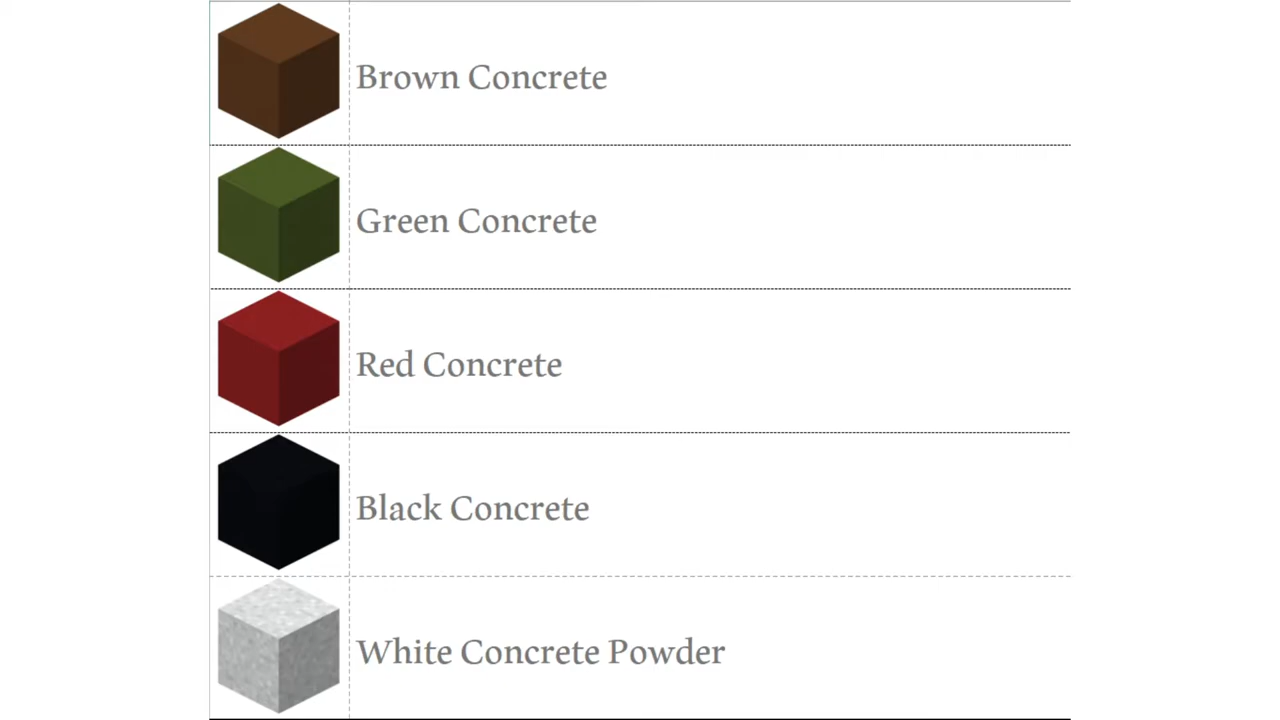 Brown Concrete
Green Concrete
Red Concrete
Black Concrete
White Concrete Powder